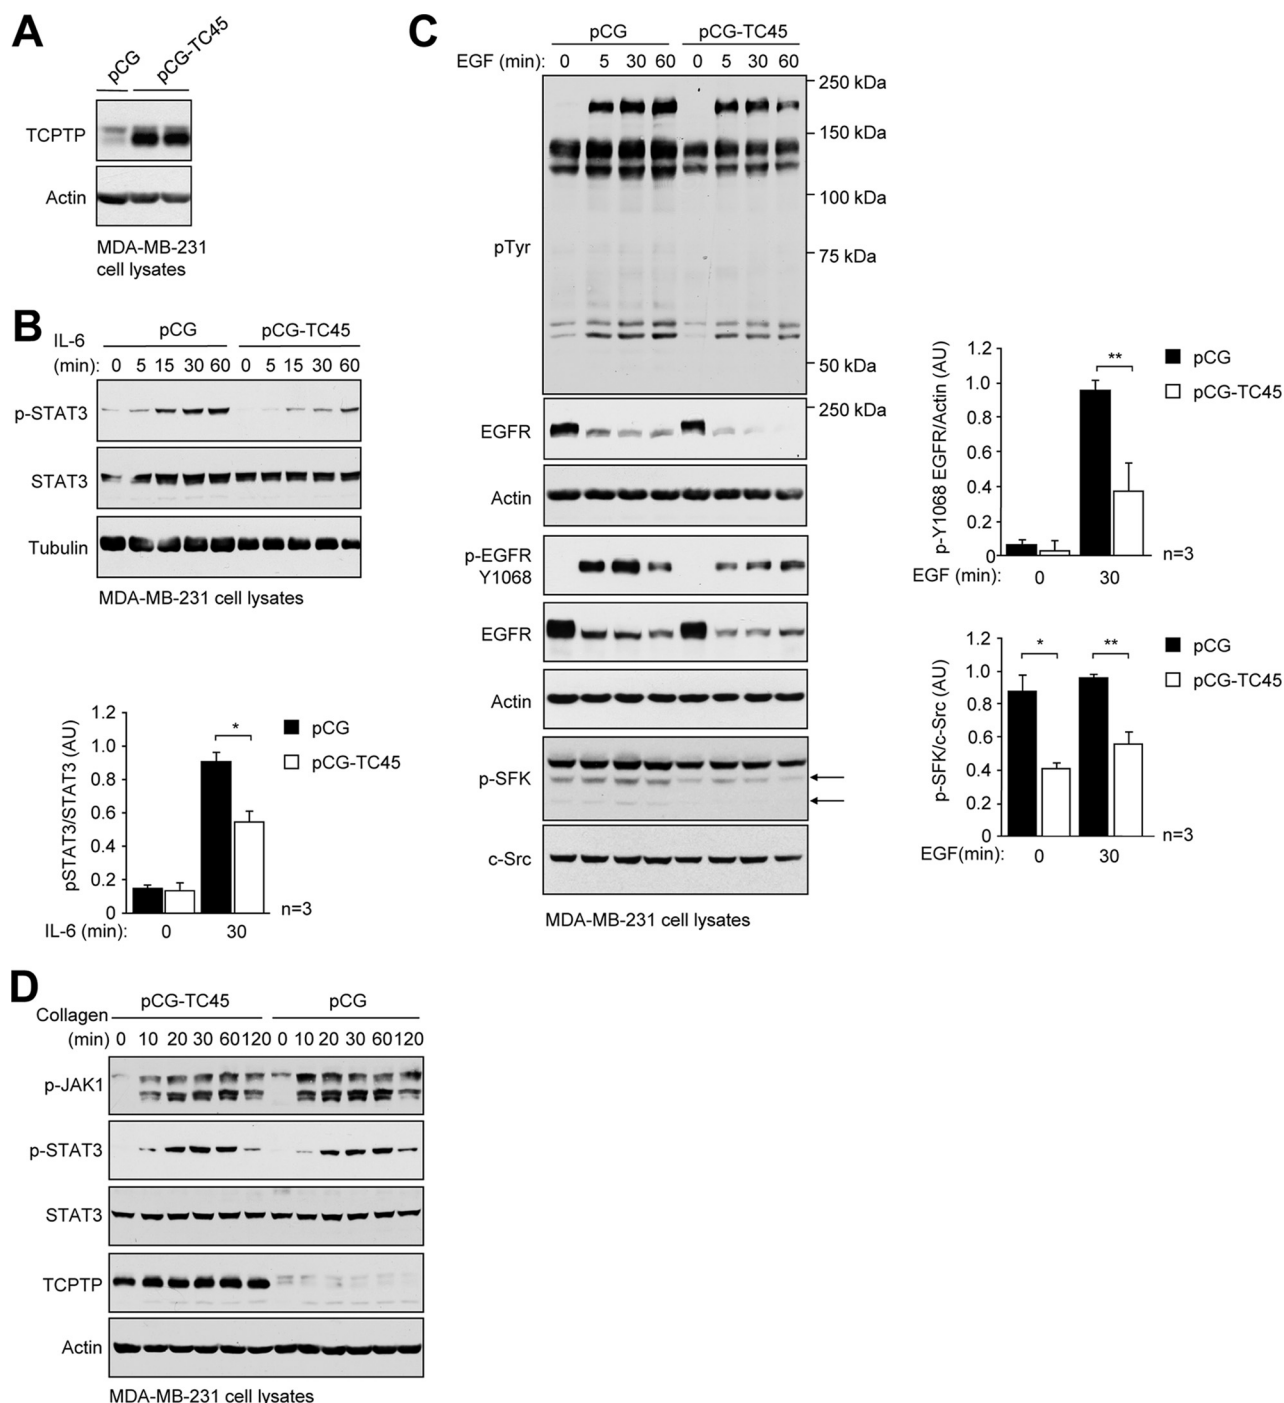 A
pCG
pCG-TC45
TCPTP
Actin
MDA-MB-231
cell lysates
B
IL-6
(min):
pCG
pCG-TC45
0 5 15 30 60 0 5 15 30 60
p-STAT3
STAT3
Tubulin
MDA-MB-231 cell lysates
pSTAT3/STAT3 (AU)
1.2
1.0
0.8
0.6
0.4
0.2
0
*
pCG
pCG-TC45
n=3
IL-6 (min):
0
30
C
pCG
pCG-TC45
EGF (min): 0 5 30 60 0 5 30 60
250 kDa
150 kDa
100 kDa
75 kDa
50 kDa
pTyr
250 kDa
EGFR
Actin
p-EGFR
Y1068
EGFR
Actin
p-SFK
c-Src
MDA-MB-231 cell lysates
p-Y1068 EGFR/Actin (AU)
1.2
1.0
0.8
0.6
0.4
0.2
0
**
pCG
pCG-TC45
n=3
EGF (min):
0
30
p-SFK/c-Src (AU)
1.2
1.0
0.8
0.6
0.4
0.2
0
*
**
pCG
pCG-TC45
n=3
EGF(min):
0
30
D
Collagen
(min)
pCG-TC45
pCG
0 10 20 30 60 120 0 10 20 30 60 120
p-JAK1
p-STAT3
STAT3
TCPTP
Actin
MDA-MB-231 cell lysates